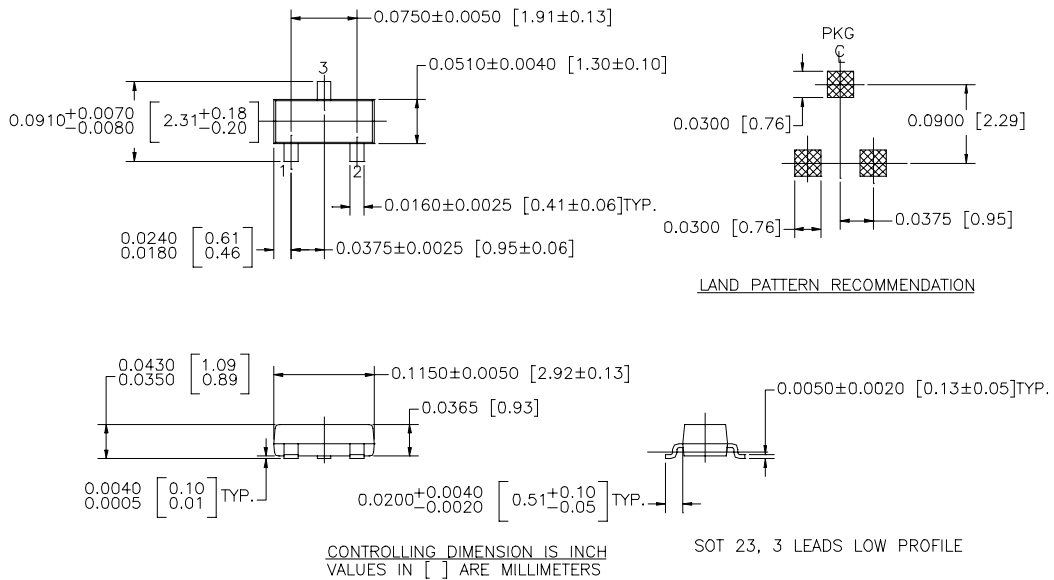 0.0750±0.0050 [1.91±0.13]
3
0.0510±0.0040 [1.30±0.10]
0.0910+0.0070 -0.0080 [2.31+0.18 -0.20]
1
2
0.0160±0.0025 [0.41±0.06]TYP.
0.0240 [0.61]
0.0180 [0.46]
0.0375±0.0025 [0.95±0.06]
PKG
CL
0.0300 [0.76]
0.0900 [2.29]
0.0300 [0.76]
0.0375 [0.95]
LAND PATTERN RECOMMENDATION
0.0430 [1.09]
0.0350 [0.89]
0.1150±0.0050 [2.92±0.13]
0.0365 [0.93]
0.0040 [0.10]
0.0005 [0.01] TYP.
0.0050±0.0020 [0.13±0.05]TYP.
0.0200+0.0040 -0.0020 [0.51+0.10 -0.05] TYP.
CONTROLLING DIMENSION IS INCH
VALUES IN [ ] ARE MILLIMETERS
SOT 23, 3 LEADS LOW PROFILE